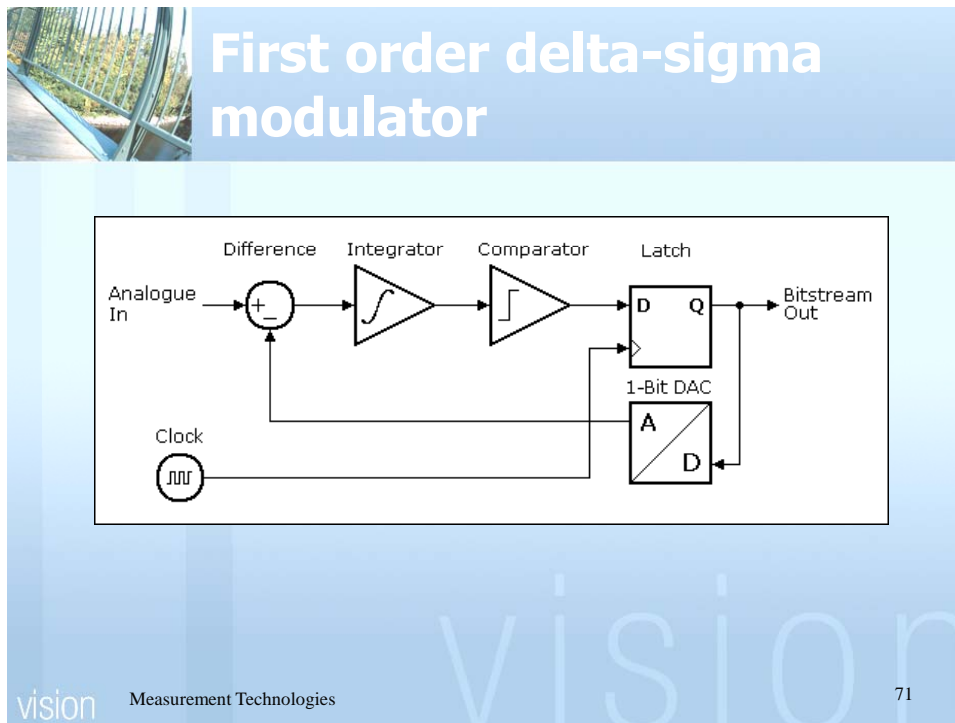 First order delta-sigma
modulator
Difference Integrator Comparator Latch
Analogue
In
+
−
D Q
Bitstream
Out
1-Bit DAC
A
D
Clock
vision
vision Measurement Technologies 71